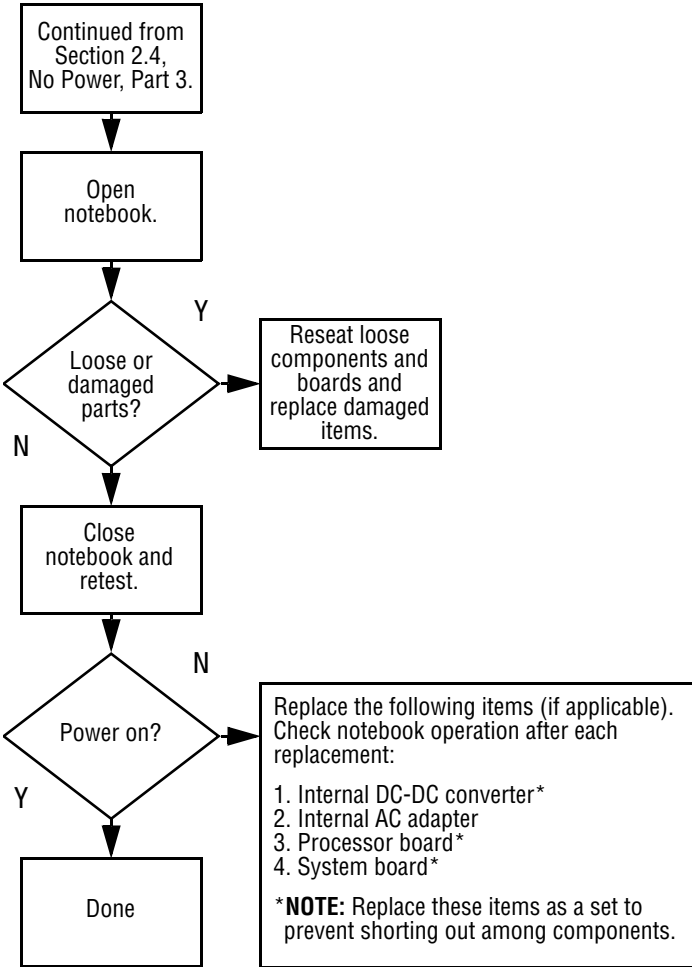 Continued from
Section 2.4,
No Power, Part 3.
Open
notebook.
Y
Loose or
damaged
parts?
Reseat loose
components and
boards and
replace damaged
items.
N
Close
notebook and
retest.
N
Power on?
Replace the following items (if applicable).
Check notebook operation after each
replacement:
1. Internal DC-DC converter*
2. Internal AC adapter
3. Processor board*
4. System board*
*NOTE: Replace these items as a set to
prevent shorting out among components.
Y
Done